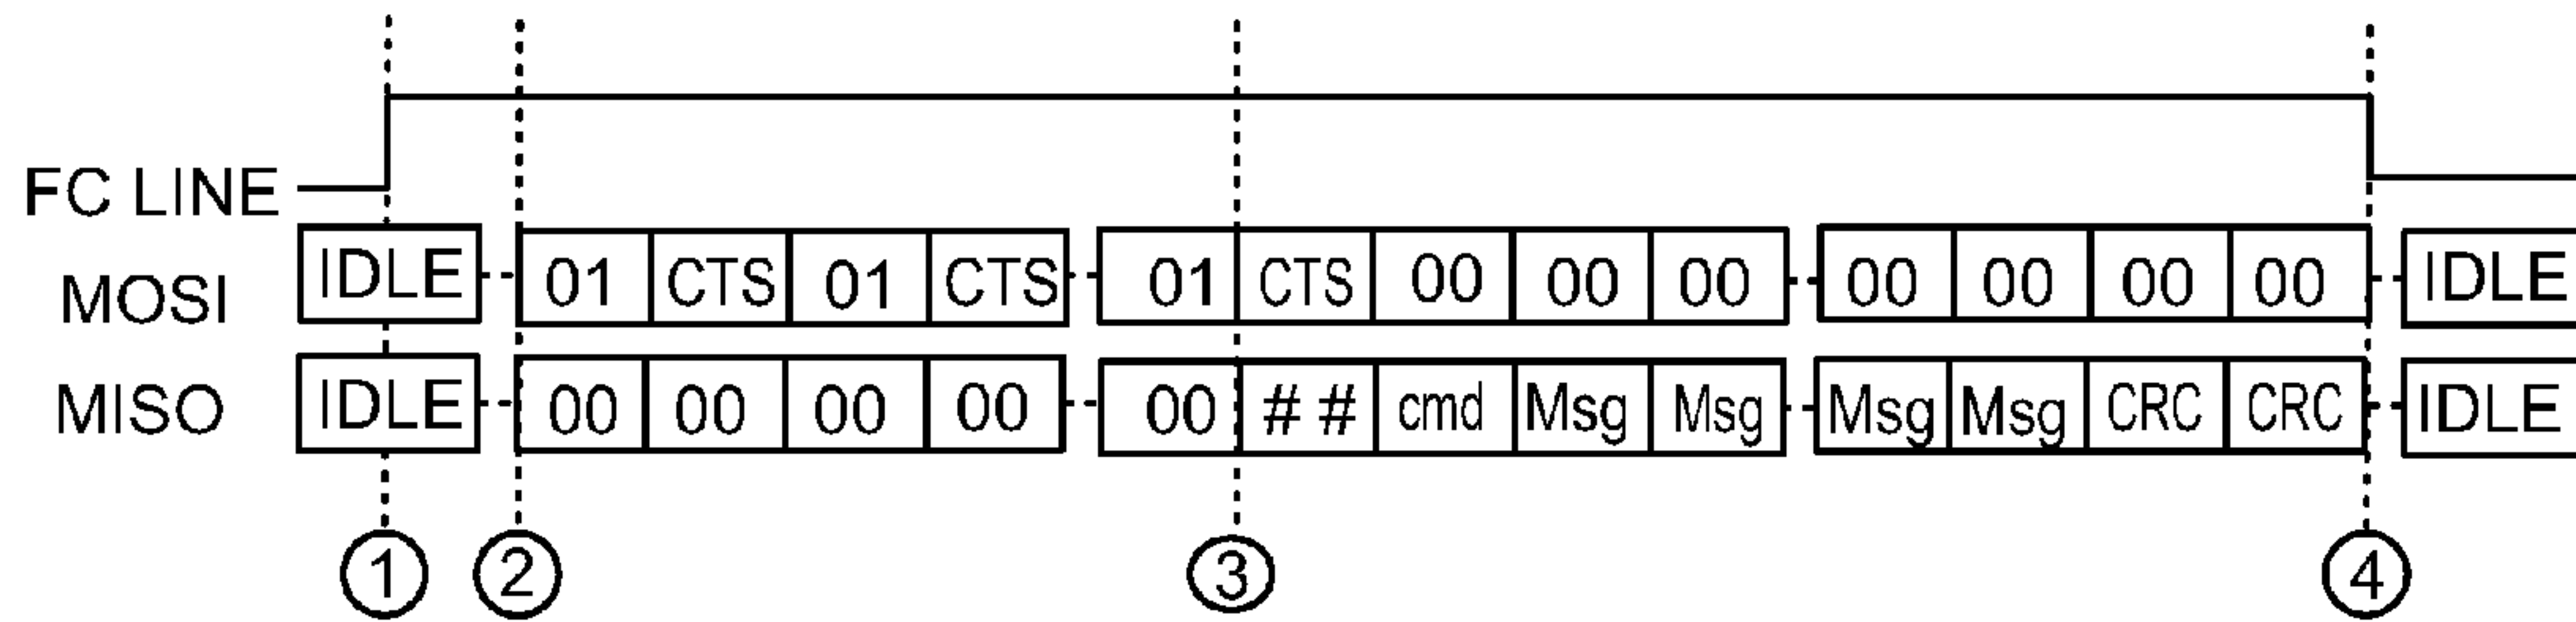 FC LINE
MOSI IDLE 01 CTS 01 CTS 01 CTS 00 00 00 00 00 00 00 IDLE
MISO IDLE 00 00 00 00 00 ## cmd Msg Msg Msg Msg CRC CRC IDLE
1 2 3 4